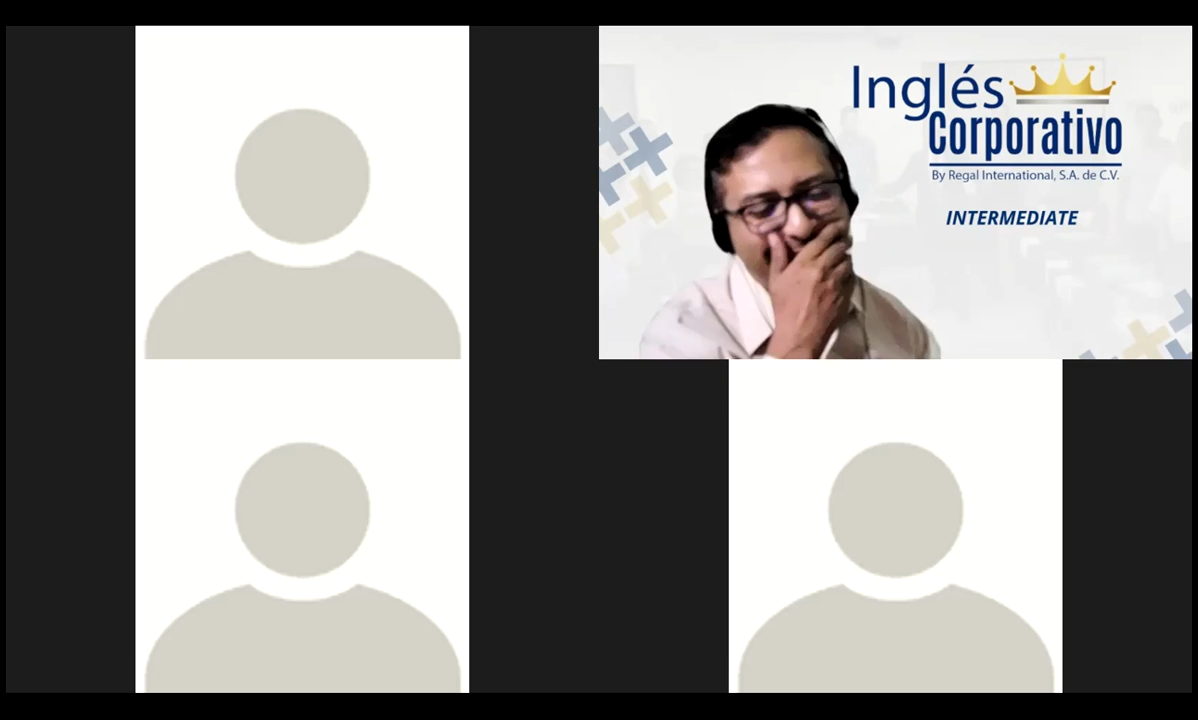 Inglés
Corporativo
By Regal International, S.A. de C.V.
INTERMEDIATE